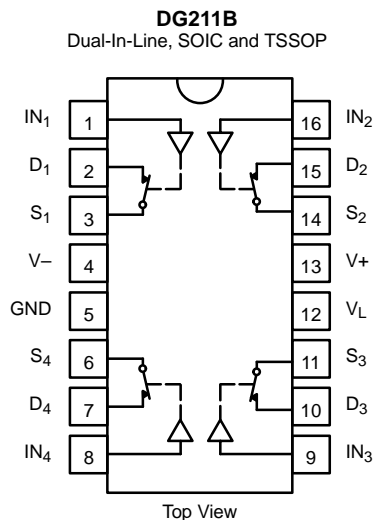 DG211B
Dual-In-Line, SOIC and TSSOP
IN₁ 1 16 IN₂
D₁ 2 15 D₂
S₁ 3 14 S₂
V– 4 13 V+
GND 5 12 V_L
S₄ 6 11 S₃
D₄ 7 10 D₃
IN₄ 8 9 IN₃
Top View